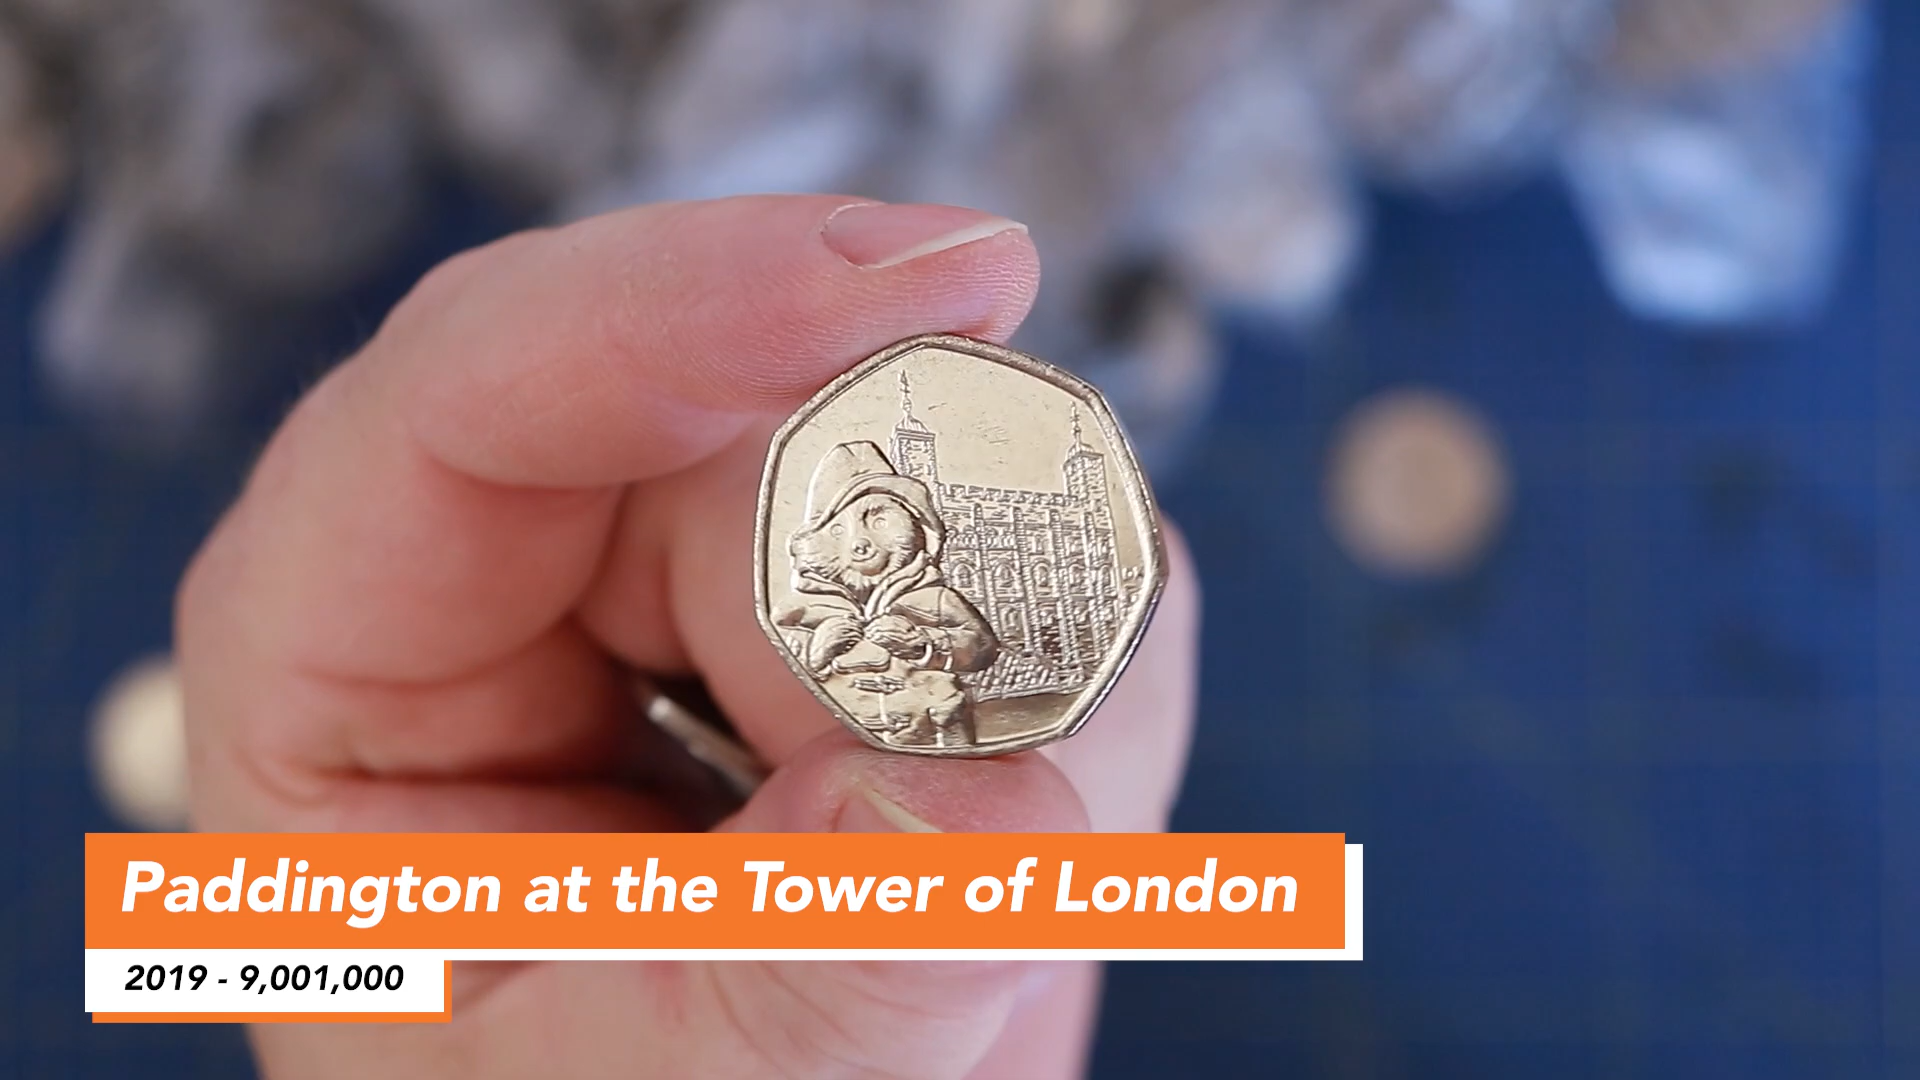 Paddington at the Tower of London
2019 - 9,001,000